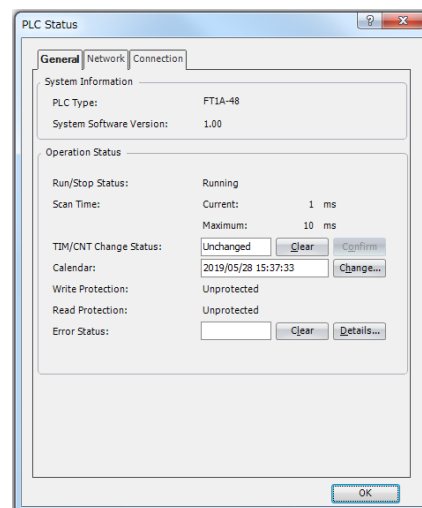 PLC Status
General Network Connection
System Information
PLC Type: FT1A-48
System Software Version: 1.00
Operation Status
Run/Stop Status: Running
Scan Time: Current: 1 ms
Maximum: 10 ms
TIM/CNT Change Status: Unchanged Clear Confirm
Calendar: 2019/05/28 15:37:33 Change...
Write Protection: Unprotected
Read Protection: Unprotected
Error Status: Clear Details...
OK